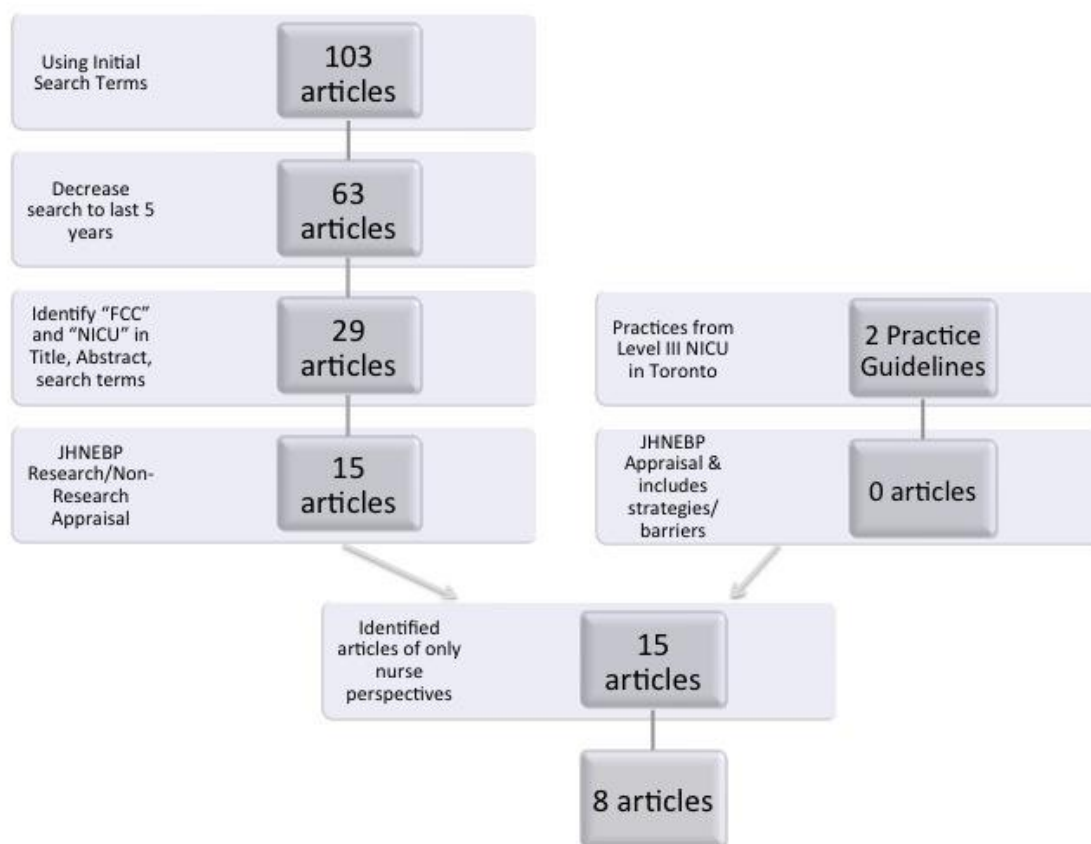 Using Initial
Search Terms
103
articles
Decrease
search to last 5
years
63
articles
Identify “FCC”
and “NICU” in
Title, Abstract,
search terms
29
articles
JHNEBP
Research/Non-
Research
Appraisal
15
articles
Practices from
Level III NICU
in Toronto
2 Practice
Guidelines
JHNEBP
Appraisal &
includes
strategies/
barriers
0 articles
Identified
articles of only
nurse
perspectives
15
articles
8 articles